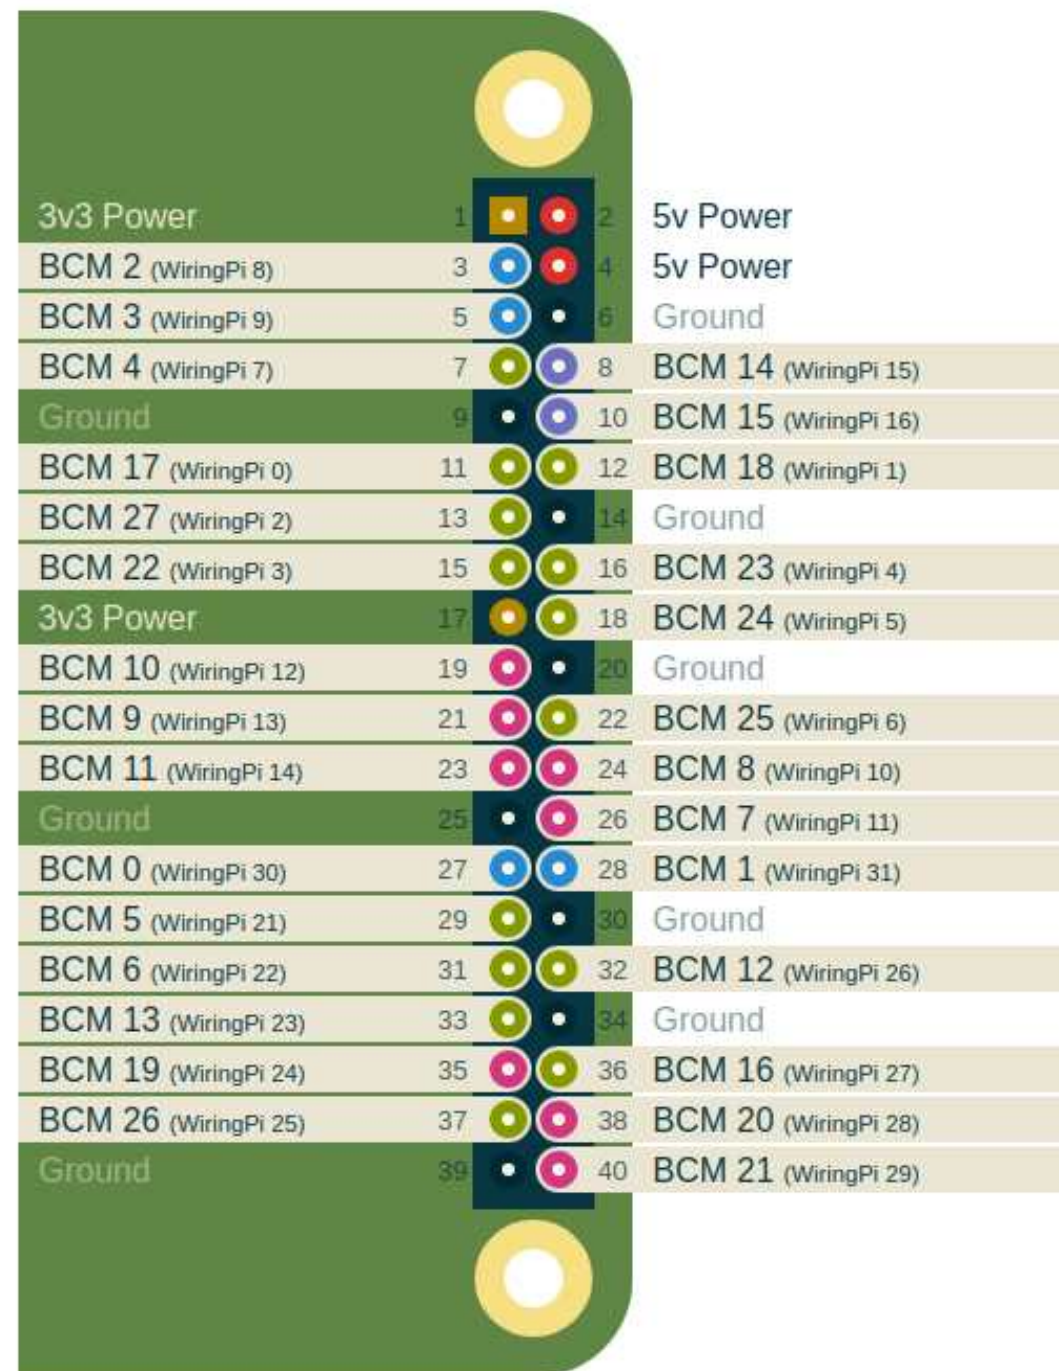 3v3 Power 1 2 5v Power
BCM 2 (WiringPi 8) 3 4 5v Power
BCM 3 (WiringPi 9) 5 6 Ground
BCM 4 (WiringPi 7) 7 8 BCM 14 (WiringPi 15)
Ground 9 10 BCM 15 (WiringPi 16)
BCM 17 (WiringPi 0) 11 12 BCM 18 (WiringPi 1)
BCM 27 (WiringPi 2) 13 14 Ground
BCM 22 (WiringPi 3) 15 16 BCM 23 (WiringPi 4)
3v3 Power 17 18 BCM 24 (WiringPi 5)
BCM 10 (WiringPi 12) 19 20 Ground
BCM 9 (WiringPi 13) 21 22 BCM 25 (WiringPi 6)
BCM 11 (WiringPi 14) 23 24 BCM 8 (WiringPi 10)
Ground 25 26 BCM 7 (WiringPi 11)
BCM 0 (WiringPi 30) 27 28 BCM 1 (WiringPi 31)
BCM 5 (WiringPi 21) 29 30 Ground
BCM 6 (WiringPi 22) 31 32 BCM 12 (WiringPi 26)
BCM 13 (WiringPi 23) 33 34 Ground
BCM 19 (WiringPi 24) 35 36 BCM 16 (WiringPi 27)
BCM 26 (WiringPi 25) 37 38 BCM 20 (WiringPi 28)
Ground 39 40 BCM 21 (WiringPi 29)